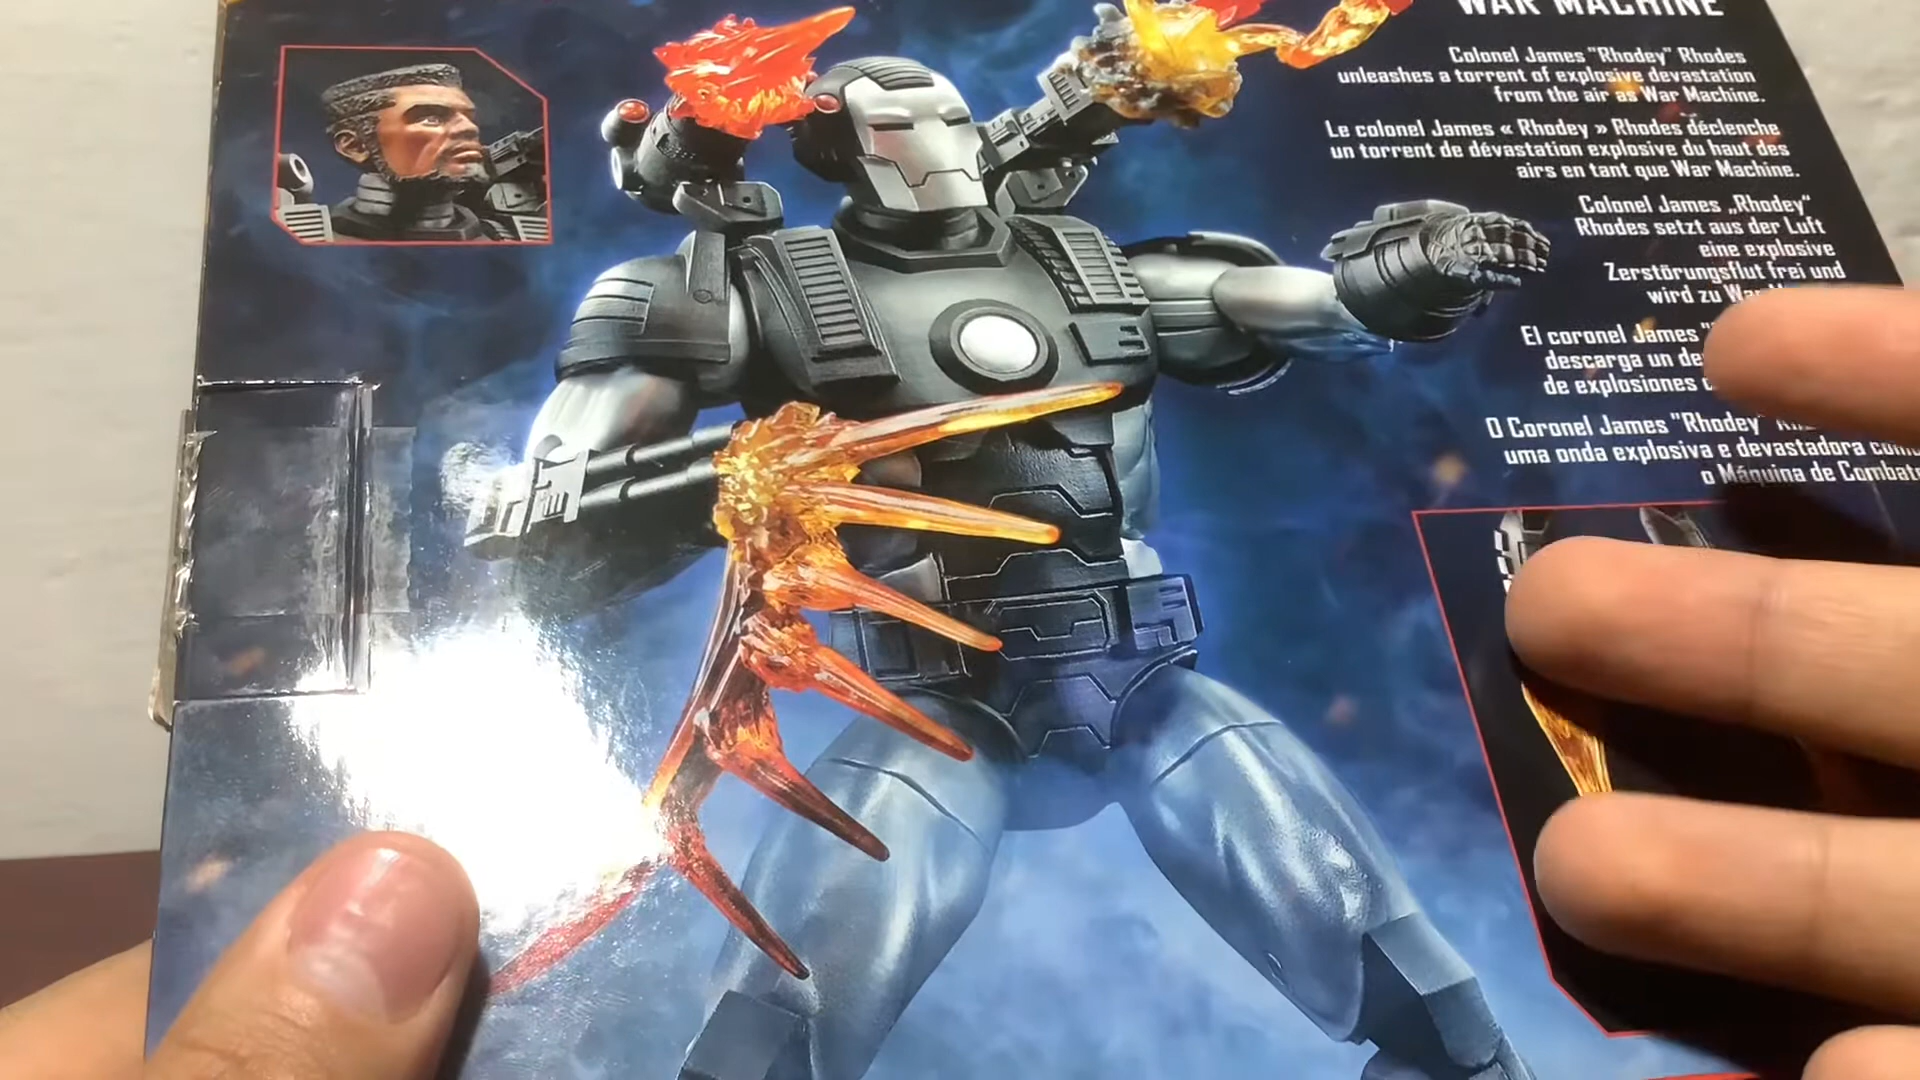 WAR MACHINE
Colonel James "Rhodey" Rhodes
unleashes a torrent of explosive devastation
from the air as War Machine.
Le colonel James « Rhodey » Rhodes déclenche
un torrent de dévastation explosive du haut des
airs en tant que War Machine.
Colonel James „Rhodey“
Rhodes setzt aus der Luft
eine explosive
Zerstörungsflut frei und
wird zu War
El coronel James
descarga un
de explosiones
O Coronel James "Rhodey"
uma onda explosiva e devastadora
o Máquina de